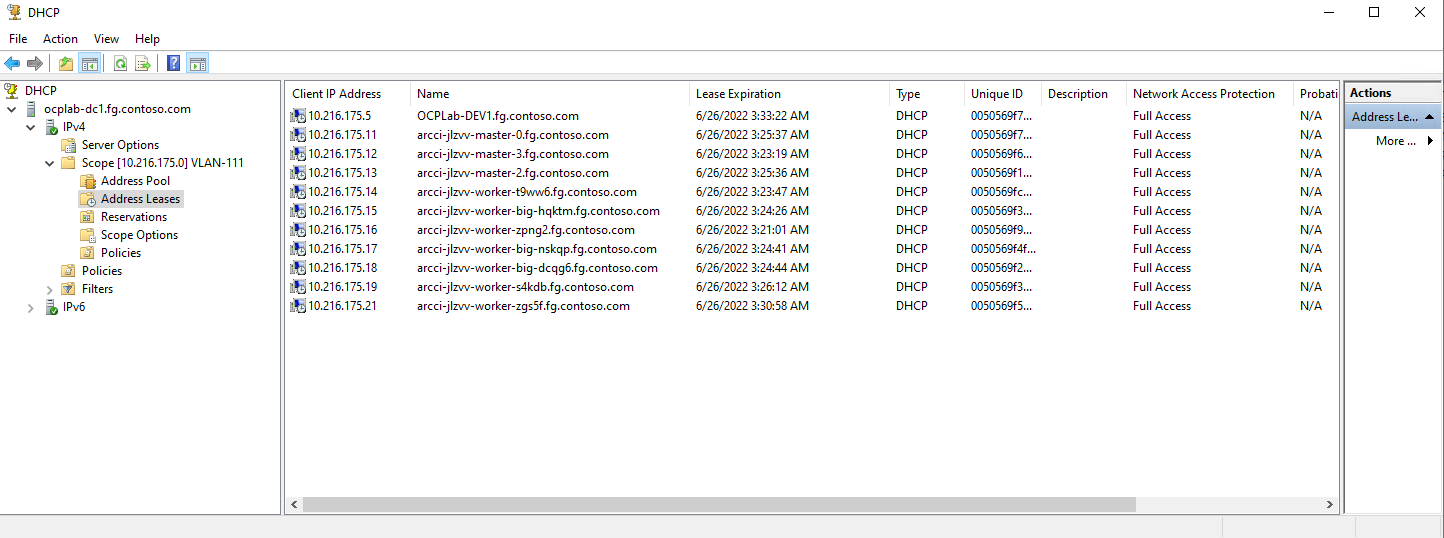 DHCP
File Action View Help
DHCP
ocplab-dc1.fg.contoso.com
IPv4
Server Options
Scope [10.216.175.0] VLAN-111
Address Pool
Address Leases
Reservations
Scope Options
Policies
Policies
Filters
IPv6
Client IP Address Name Lease Expiration Type Unique ID Description Network Access Protection Probati
10.216.175.5 OCPLab-DEV1.fg.contoso.com 6/26/2022 3:33:22 AM DHCP 0050569f7... Full Access N/A
10.216.175.11 arcci-jlzvv-master-0.fg.contoso.com 6/26/2022 3:25:37 AM DHCP 0050569f7... Full Access N/A
10.216.175.12 arcci-jlzvv-master-3.fg.contoso.com 6/26/2022 3:23:19 AM DHCP 0050569f6... Full Access N/A
10.216.175.13 arcci-jlzvv-master-2.fg.contoso.com 6/26/2022 3:25:36 AM DHCP 0050569f1... Full Access N/A
10.216.175.14 arcci-jlzvv-worker-t9ww6.fg.contoso.com 6/26/2022 3:23:47 AM DHCP 0050569fc... Full Access N/A
10.216.175.15 arcci-jlzvv-worker-big-hqktm.fg.contoso.com 6/26/2022 3:24:26 AM DHCP 0050569f3... Full Access N/A
10.216.175.16 arcci-jlzvv-worker-zpng2.fg.contoso.com 6/26/2022 3:21:01 AM DHCP 0050569f9... Full Access N/A
10.216.175.17 arcci-jlzvv-worker-big-nskqp.fg.contoso.com 6/26/2022 3:24:41 AM DHCP 0050569f4f... Full Access N/A
10.216.175.18 arcci-jlzvv-worker-big-dcqg6.fg.contoso.com 6/26/2022 3:24:44 AM DHCP 0050569f2... Full Access N/A
10.216.175.19 arcci-jlzvv-worker-s4kdb.fg.contoso.com 6/26/2022 3:26:12 AM DHCP 0050569f3... Full Access N/A
10.216.175.21 arcci-jlzvv-worker-zgs5f.fg.contoso.com 6/26/2022 3:30:58 AM DHCP 0050569f5... Full Access N/A
Actions
Address Le...
More ...